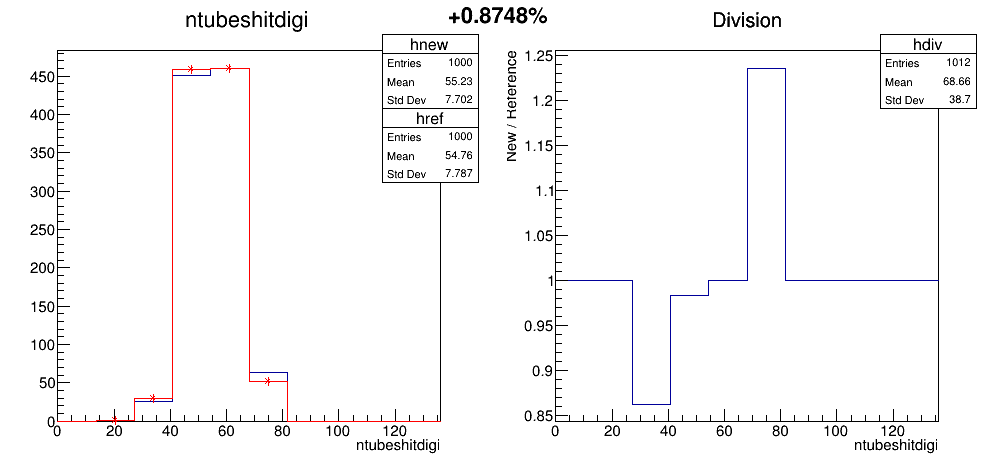 +0.8748%
ntubeshitdigi
hnew
Entries 1000
Mean 55.23
Std Dev 7.702
href
Entries 1000
Mean 54.76
Std Dev 7.787
450
400
350
300
250
200
150
100
50
0
0 20 40 60 80 100 120
ntubeshitdigi
Division
hdiv
Entries 1012
Mean 68.66
Std Dev 38.7
New / Reference
1.25
1.2
1.15
1.1
1.05
1
0.95
0.9
0.85
0 20 40 60 80 100 120
ntubeshitdigi